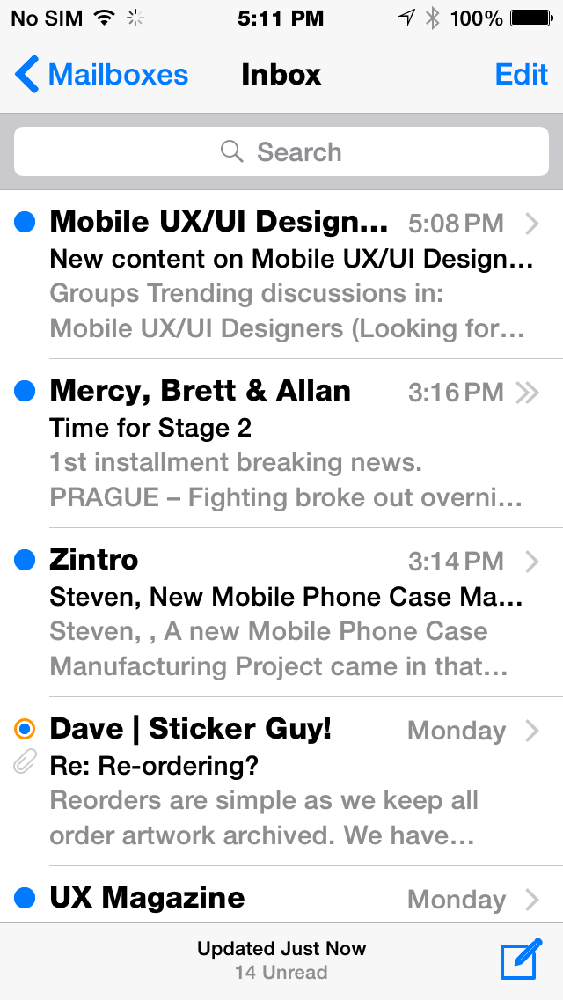 No SIM 5:11 PM 100%
Mailboxes Inbox Edit
Search
Mobile UX/UI Design... 5:08 PM
New content on Mobile UX/UI Design...
Groups Trending discussions in:
Mobile UX/UI Designers (Looking for...
Mercy, Brett & Allan 3:16 PM
Time for Stage 2
1st installment breaking news.
PRAGUE – Fighting broke out overni...
Zintro 3:14 PM
Steven, New Mobile Phone Case Ma...
Steven, , A new Mobile Phone Case
Manufacturing Project came in that...
Dave | Sticker Guy! Monday
Re: Re-ordering?
Reorders are simple as we keep all
order artwork archived. We have...
UX Magazine Monday
Updated Just Now
14 Unread